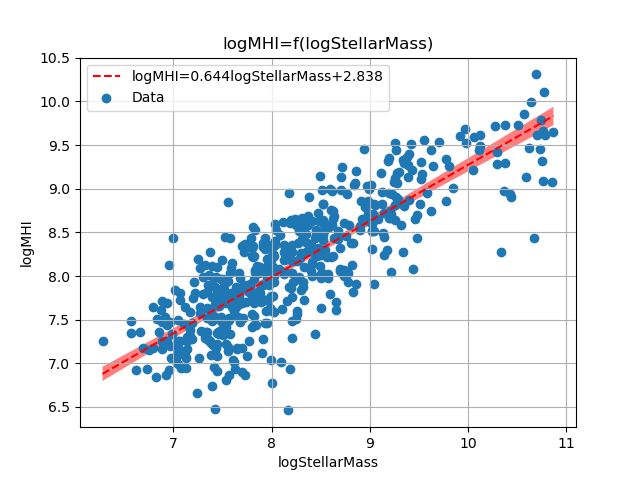 logMHI=f(logStellarMass)
logMHI=0.644logStellarMass+2.838
Data
10.5
10.0
9.5
9.0
8.5
8.0
7.5
7.0
6.5
logMHI
7 8 9 10 11
logStellarMass